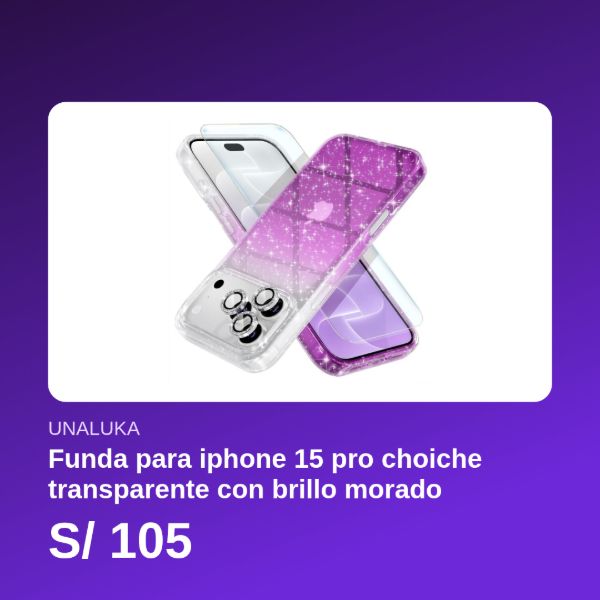 UNALUKA
Funda para iphone 15 pro choiche
transparente con brillo morado
S/ 105